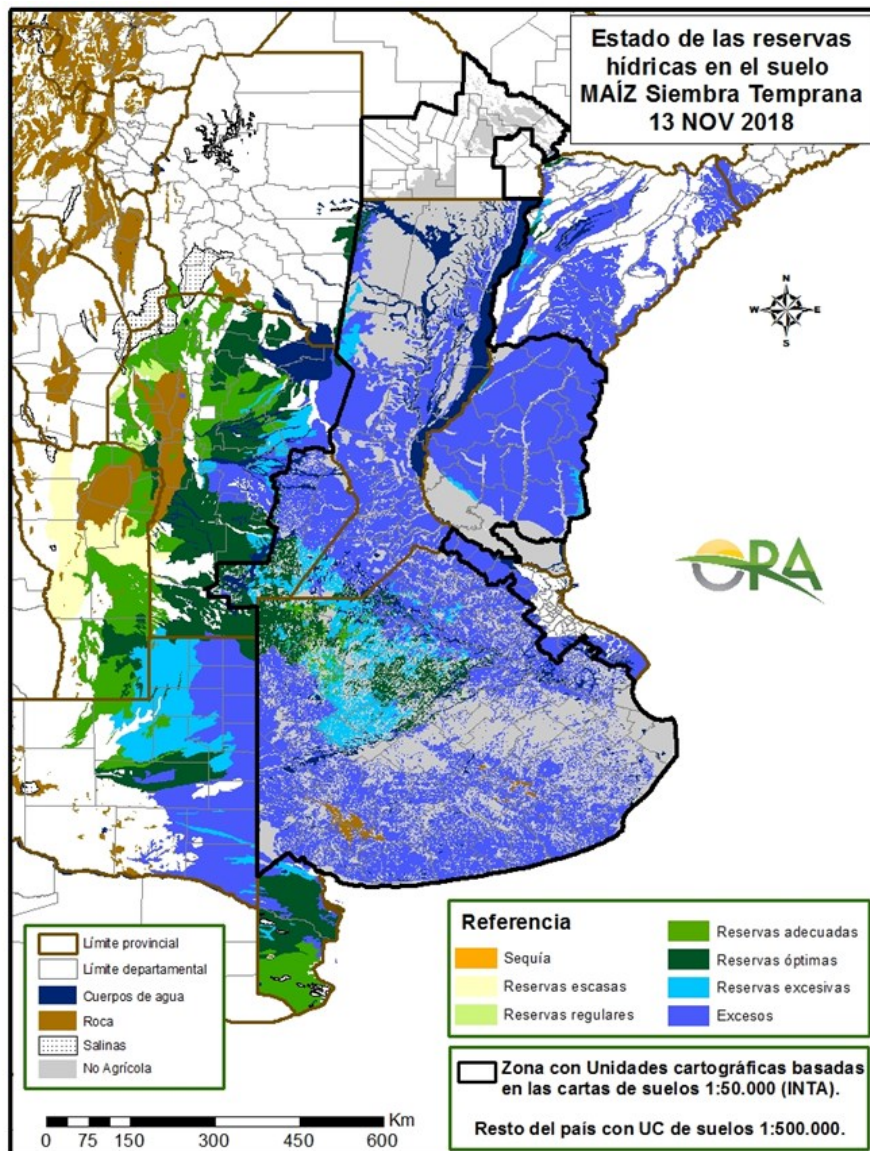 Estado de las reservas
hídricas en el suelo
MAÍZ Siembra Temprana
13 NOV 2018
N
W E
S
ORA
Límite provincial
Límite departamental
Cuerpos de agua
Roca
Salinas
No Agrícola
Referencia
Sequía
Reservas escasas
Reservas regulares
Reservas adecuadas
Reservas óptimas
Reservas excesivas
Excesos
Zona con Unidades cartográficas basadas
en las cartas de suelos 1:50.000 (INTA).
Resto del país con UC de suelos 1:500.000.
Km
0 75 150 300 450 600